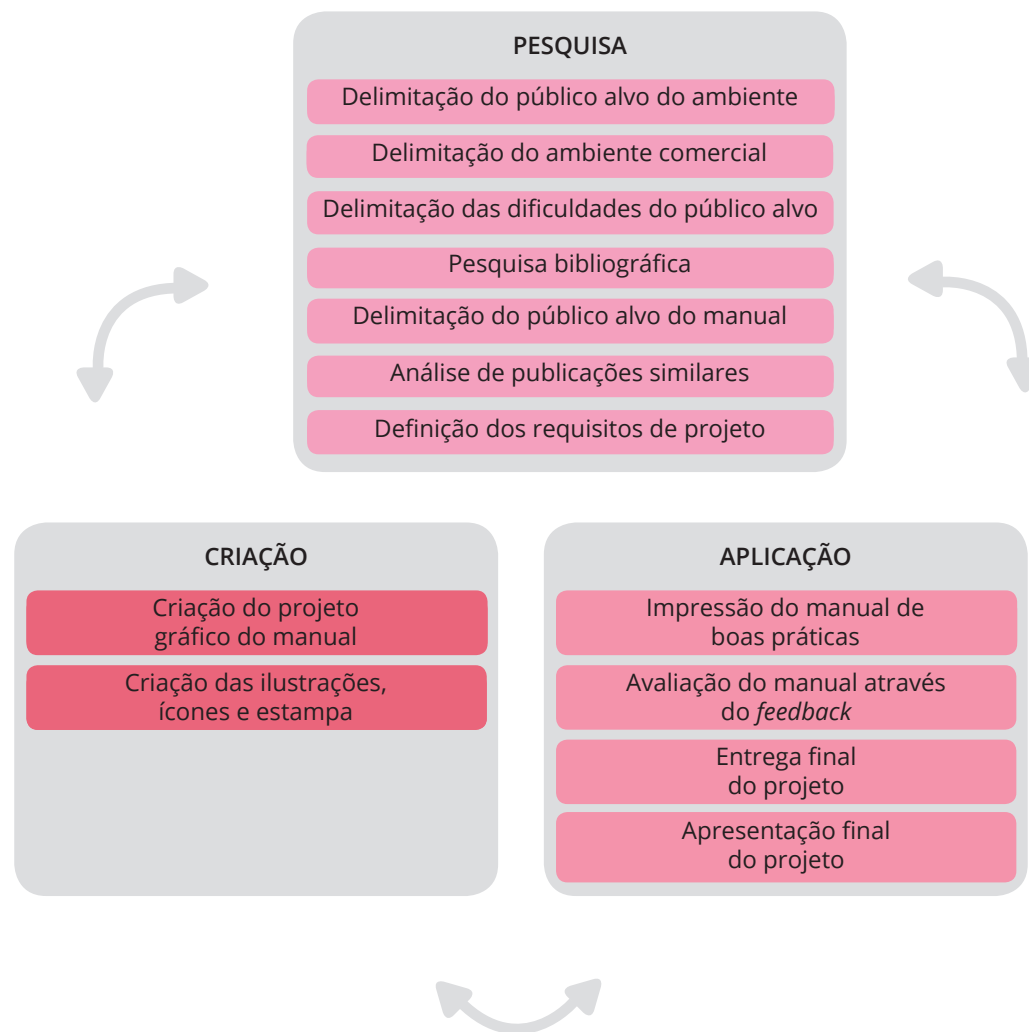 PESQUISA
Delimitação do público alvo do ambiente
Delimitação do ambiente comercial
Delimitação das dificuldades do público alvo
Pesquisa bibliográfica
Delimitação do público alvo do manual
Análise de publicações similares
Definição dos requisitos de projeto
CRIAÇÃO
Criação do projeto
gráfico do manual
Criação das ilustrações,
ícones e estampa
APLICAÇÃO
Impressão do manual de
boas práticas
Avaliação do manual através
do feedback
Entrega final
do projeto
Apresentação final
do projeto